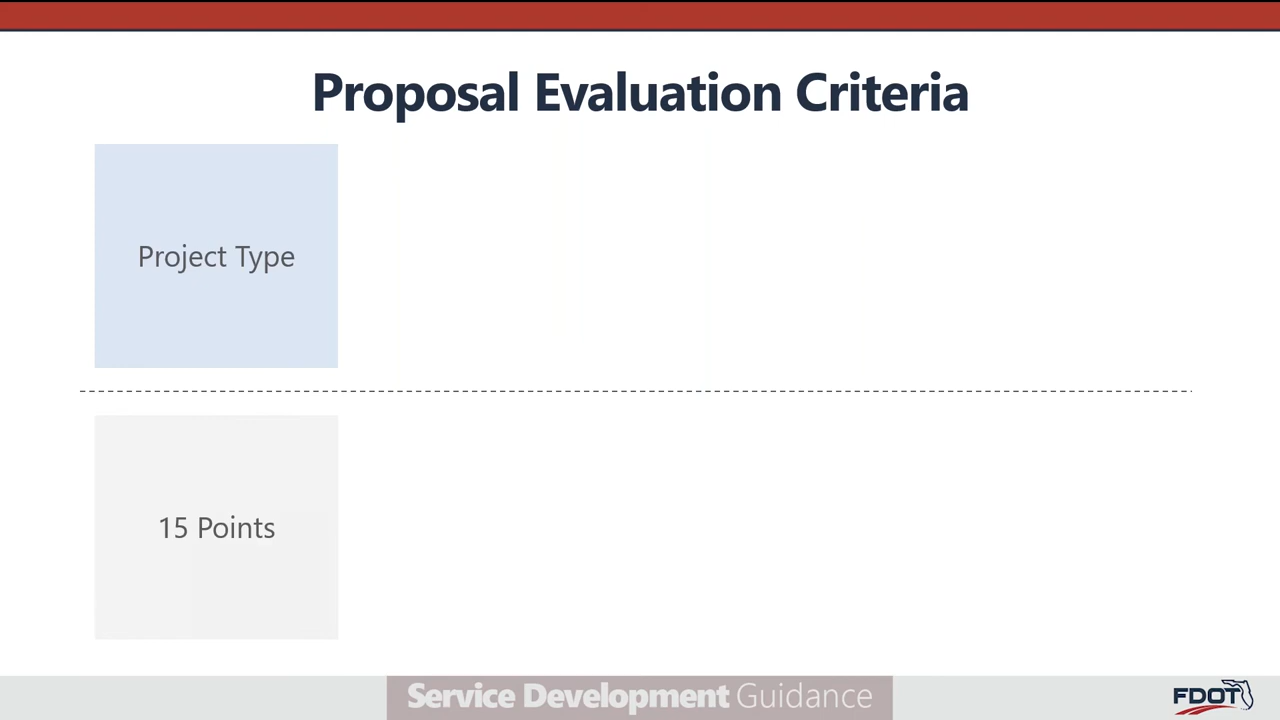 Proposal Evaluation Criteria
Project Type
15 Points
Service Development Guidance
FDOT